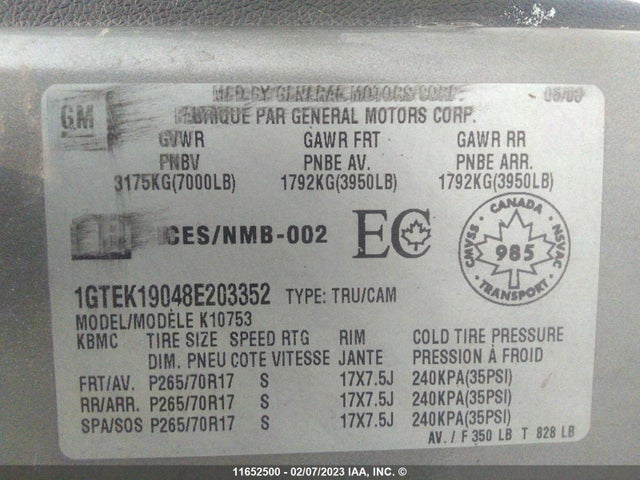 GM
MFD BY GENERAL MOTORS CORP.
FABRIQUÉ PAR GENERAL MOTORS CORP.
GVWR GAWR FRT GAWR RR
PNBV PNBE AV. PNBE ARR.
3175KG(7000LB) 1792KG(3950LB) 1792KG(3950LB)
ICES/NMB-002 EC
CANADA
CMVSS 985 NSVAC
TRANSPORT
1GTEK19048E203352 TYPE: TRU/CAM
MODEL/MODÈLE K10753
KBMC TIRE SIZE SPEED RTG RIM COLD TIRE PRESSURE
DIM. PNEU COTE VITESSE JANTE PRESSION À FROID
FRT/AV. P265/70R17 S 17X7.5J 240KPA(35PSI)
RR/ARR. P265/70R17 S 17X7.5J 240KPA(35PSI)
SPA/SOS P265/70R17 S 17X7.5J 240KPA(35PSI)
AV. / F 350 LB T 828 LB
11652500 - 02/07/2023 IAA, INC. ©